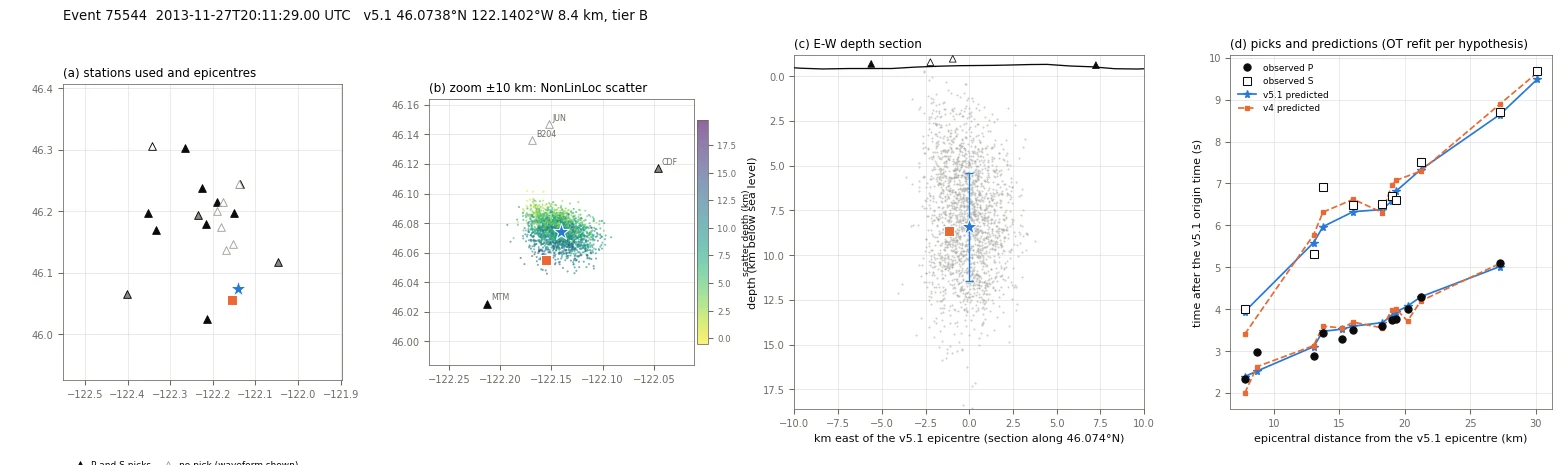 Event 75544  2013-11-27T20:11:29.00 UTC   v5.1 46.0738°N 122.1402°W 8.4 km, tier B
(a) stations used and epicentres
46.4
46.3
46.2
46.1
46.0
−122.5 −122.4 −122.3 −122.2 −122.1 −122.0 −121.9
P and S picks
no pick (waveform shown)
(b) zoom ±10 km: NonLinLoc scatter
46.16
46.14
46.12
46.10
46.08
46.06
46.04
46.02
46.00
JUN
B204
CDF
MTM
−122.25 −122.20 −122.15 −122.10 −122.05
17.5
15.0
12.5
10.0
7.5
5.0
2.5
0.0
scatter depth (km)
(c) E-W depth section
depth (km below sea level)
0.0
2.5
5.0
7.5
10.0
12.5
15.0
17.5
−10.0 −7.5 −5.0 −2.5 0.0 2.5 5.0 7.5 10.0
km east of the v5.1 epicentre (section along 46.074°N)
(d) picks and predictions (OT refit per hypothesis)
observed P
observed S
v5.1 predicted
v4 predicted
time after the v5.1 origin time (s)
10
9
8
7
6
5
4
3
2
10 15 20 25 30
epicentral distance from the v5.1 epicentre (km)